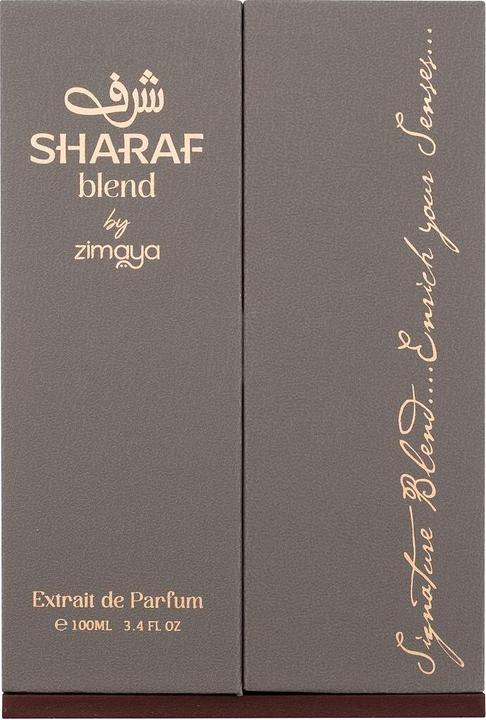 شرف
SHARAF
blend
by
zimaya
Extrait de Parfum
℮ 100ML 3.4 FL OZ
Signature Blend....Enrich your Senses...